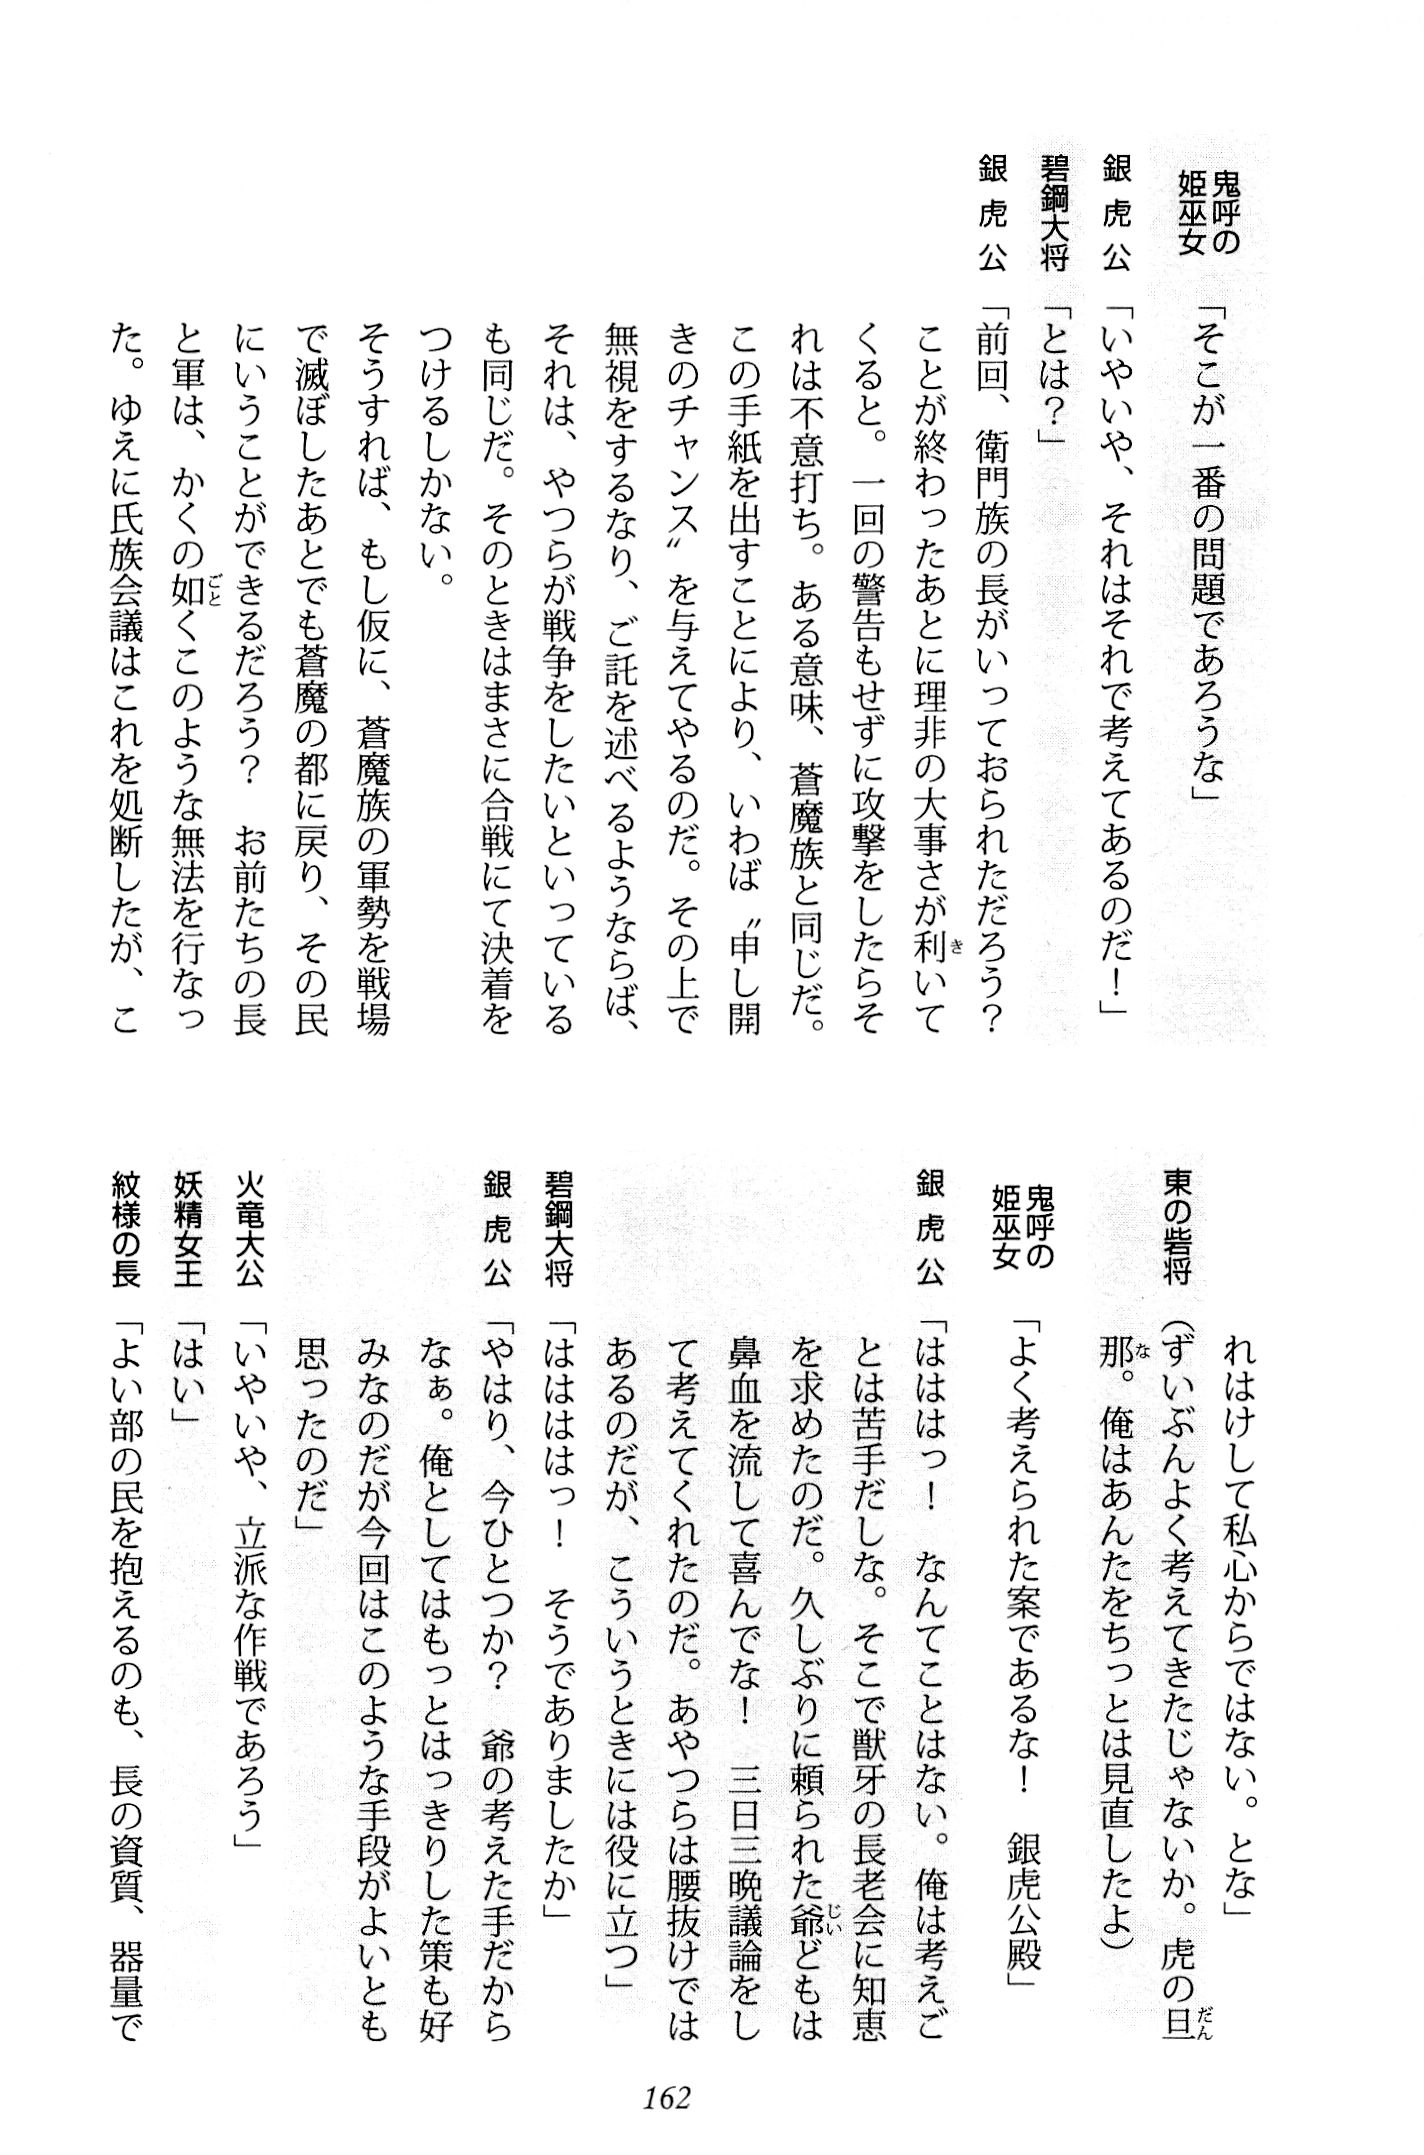 鬼呼の姫巫女「そこが一番の問題であろうな」
銀虎公「いやいや、それはそれで考えてあるのだ！」
碧鋼大将「とは？」
銀虎公「前回、衛門族の長がいっておられただろう？
ことが終わったあとに理非の大事さが利いて
くると。一回の警告もせずに攻撃をしたらそ
れは不意打ち。ある意味、蒼魔族と同じだ。
この手紙を出すことにより、いわば〝申し開
きのチャンス〟を与えてやるのだ。その上で
無視をするなり、ご託を述べるようならば、
それは、やつらが戦争をしたいといっている
も同じだ。そのときはまさに合戦にて決着を
つけるしかない。
そうすれば、もし仮に、蒼魔族の軍勢を戦場
で滅ぼしたあとでも蒼魔の都に戻り、その民
にいうことができるだろう？　お前たちの長
と軍は、かくの如くこのような無法を行なっ
た。ゆえに氏族会議はこれを処断したが、こ
れはけして私心からではない。とな」
東の砦将（ずいぶんよく考えてきたじゃないか。虎の旦
那。俺はあんたをちっとは見直したよ）
鬼呼の姫巫女「よく考えられた案であるな！　銀虎公殿」
銀虎公「はははっ！　なんてことはない。俺は考えご
とは苦手だしな。そこで獣牙の長老会に知恵
を求めたのだ。久しぶりに頼られた爺どもは
鼻血を流して喜んでな！　三日三晩議論をし
て考えてくれたのだ。あやつらは腰抜けでは
あるのだが、こういうときには役に立つ」
碧鋼大将「ははははっ！　そうでありましたか」
銀虎公「やはり、今ひとつか？　爺の考えた手だから
なぁ。俺としてはもっとはっきりした策も好
みなのだが今回はこのような手段がよいとも
思ったのだ」
火竜大公「いやいや、立派な作戦であろう」
妖精女王「はい」
紋様の長「よい部の民を抱えるのも、長の資質、器量で
162